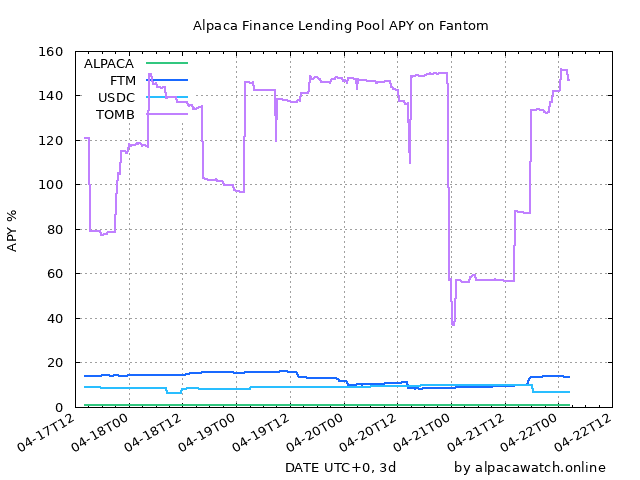 Alpaca Finance Lending Pool APY on Fantom
ALPACA
FTM
USDC
TOMB
APY %
160
140
120
100
80
60
40
20
0
04-17T12
04-18T00
04-18T12
04-19T00
04-19T12
04-20T00
04-20T12
04-21T00
04-21T12
04-22T00
04-22T12
DATE UTC+0, 3d
by alpacawatch.online